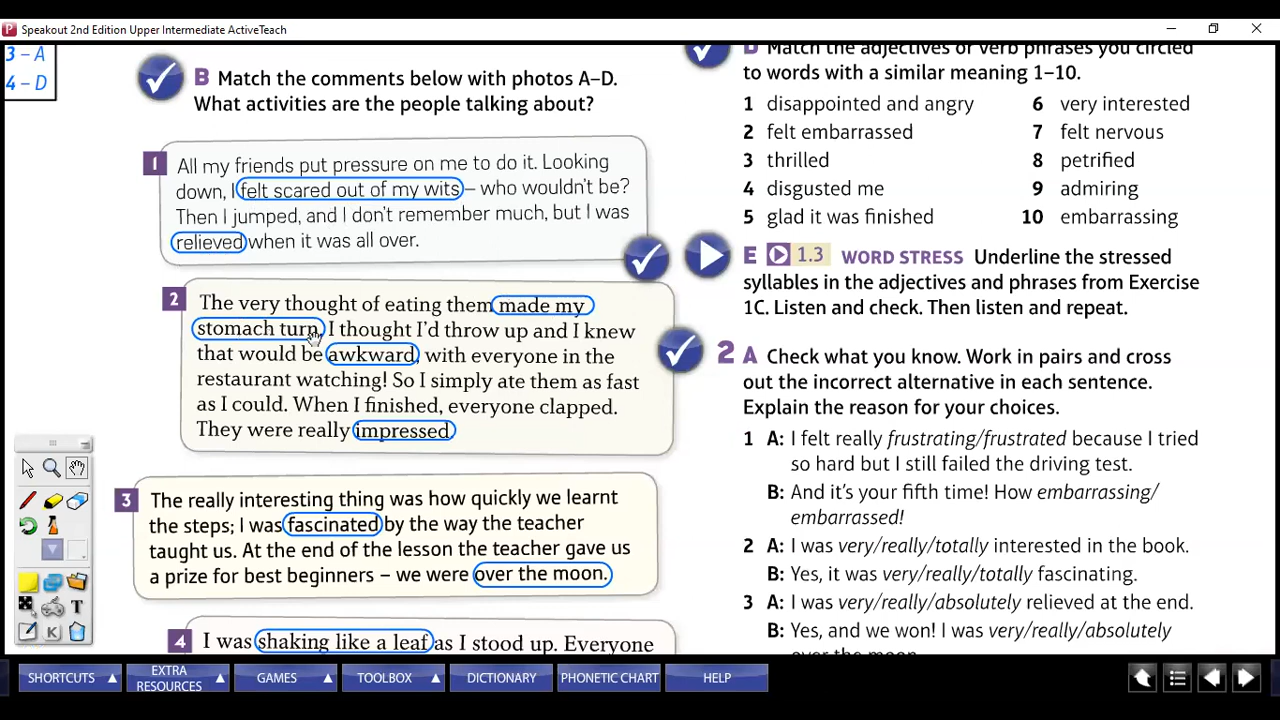 Speakout 2nd Edition Upper Intermediate ActiveTeach
3 – A
4 – D
B Match the comments below with photos A–D.
What activities are the people talking about?
1
All my friends put pressure on me to do it. Looking
down, I felt scared out of my wits – who wouldn't be?
Then I jumped, and I don't remember much, but I was
relieved when it was all over.
2
The very thought of eating them made my
stomach turn. I thought I'd throw up and I knew
that would be awkward, with everyone in the
restaurant watching! So I simply ate them as fast
as I could. When I finished, everyone clapped.
They were really impressed.
3
The really interesting thing was how quickly we learnt
the steps; I was fascinated by the way the teacher
taught us. At the end of the lesson the teacher gave us
a prize for best beginners – we were over the moon.
4
I was shaking like a leaf as I stood up. Everyone
D Match the adjectives or verb phrases you circled
to words with a similar meaning 1–10.
1 disappointed and angry
2 felt embarrassed
3 thrilled
4 disgusted me
5 glad it was finished
6 very interested
7 felt nervous
8 petrified
9 admiring
10 embarrassing
E 1.3 WORD STRESS Underline the stressed
syllables in the adjectives and phrases from Exercise
1C. Listen and check. Then listen and repeat.
2 A Check what you know. Work in pairs and cross
out the incorrect alternative in each sentence.
Explain the reason for your choices.
1 A: I felt really frustrating/frustrated because I tried
so hard but I still failed the driving test.
B: And it's your fifth time! How embarrassing/
embarrassed!
2 A: I was very/really/totally interested in the book.
B: Yes, it was very/really/totally fascinating.
3 A: I was very/really/absolutely relieved at the end.
B: Yes, and we won! I was very/really/absolutely
over the moon.
T
K
SHORTCUTS
EXTRA
RESOURCES
GAMES
TOOLBOX
DICTIONARY
PHONETIC CHART
HELP